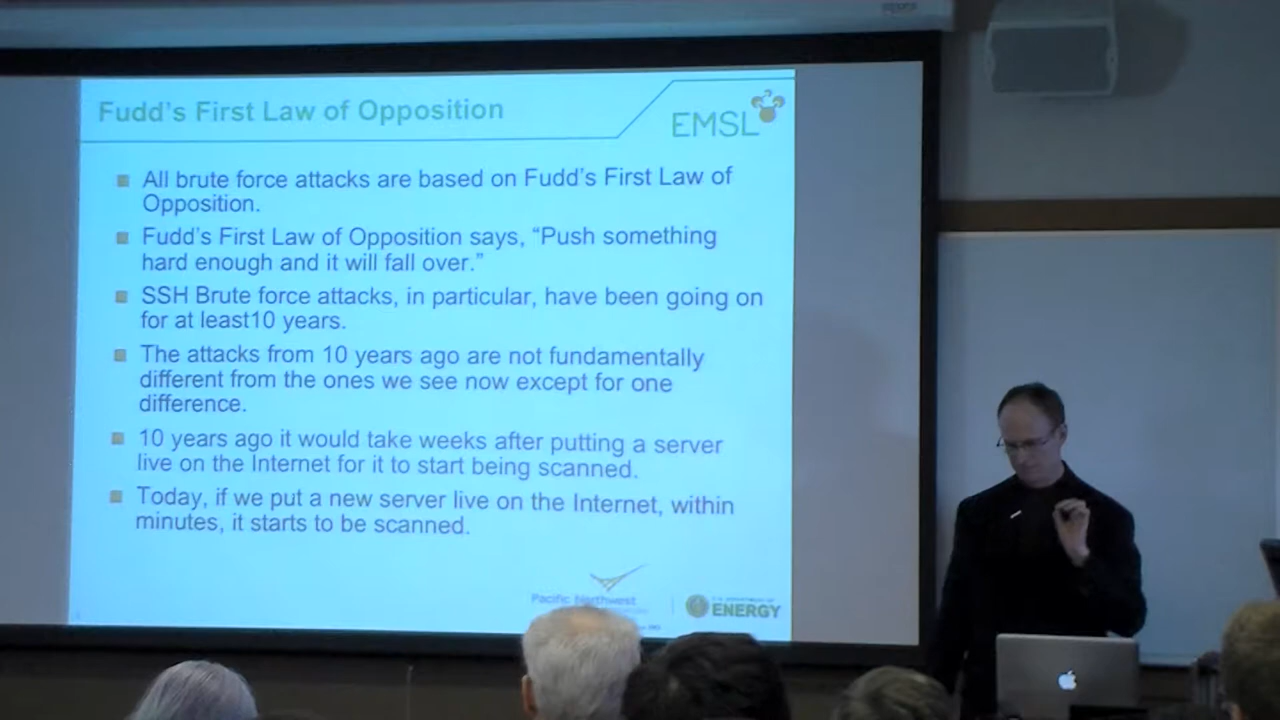 Fudd's First Law of Opposition
EMSL
All brute force attacks are based on Fudd's First Law of
Opposition.
Fudd's First Law of Opposition says, “Push something
hard enough and it will fall over.”
SSH Brute force attacks, in particular, have been going on
for at least10 years.
The attacks from 10 years ago are not fundamentally
different from the ones we see now except for one
difference.
10 years ago it would take weeks after putting a server
live on the Internet for it to start being scanned.
Today, if we put a new server live on the Internet, within
minutes, it starts to be scanned.
Pacific Northwest
ENERGY